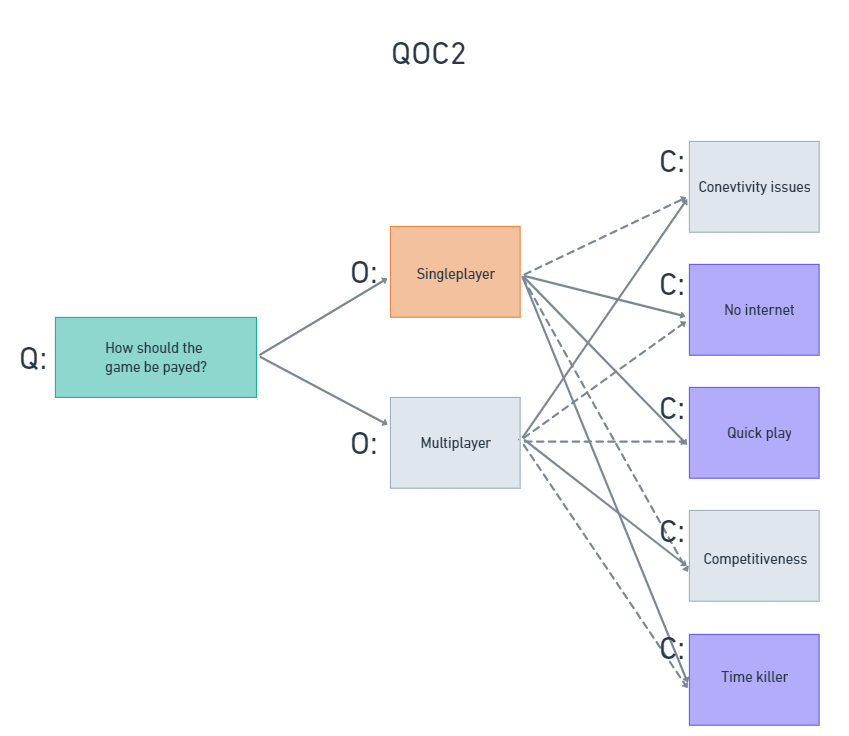 QOC2
Q:
How should the
game be payed?
O:
Singleplayer
O:
Multiplayer
C:
Conevtivity issues
C:
No internet
C:
Quick play
C:
Competitiveness
C:
Time killer